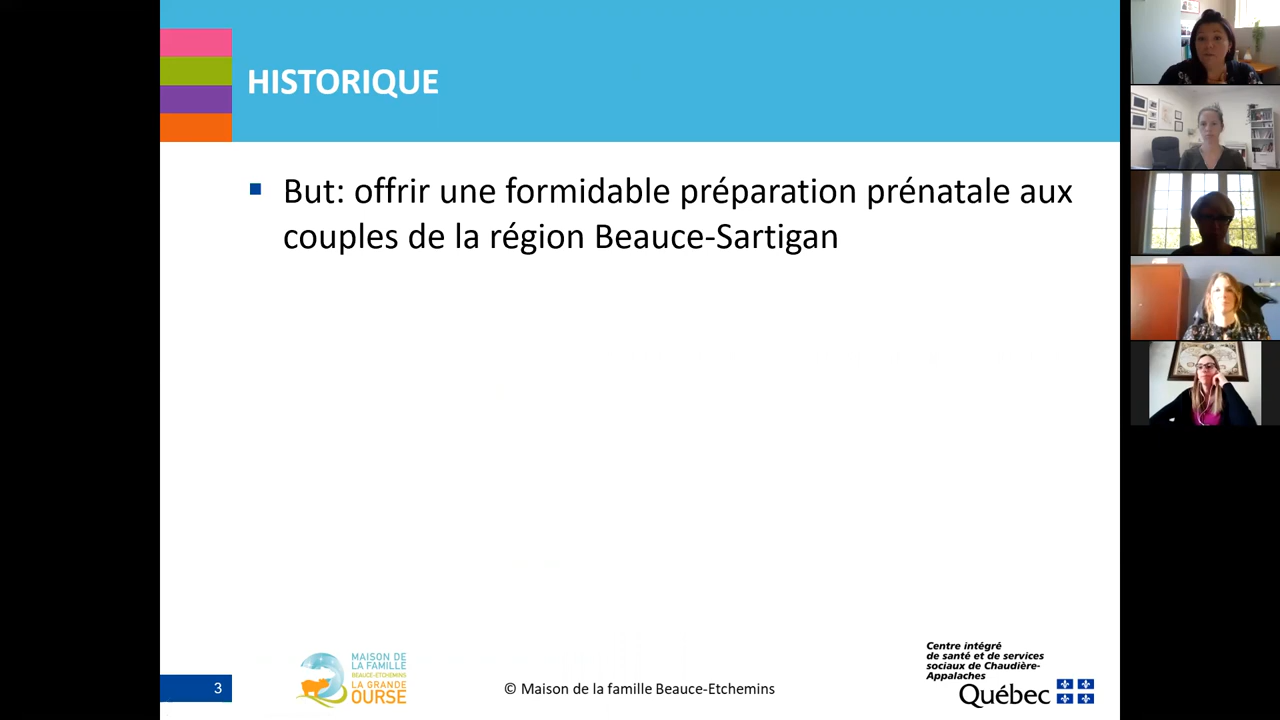 HISTORIQUE
▪ But: offrir une formidable préparation prénatale aux
couples de la région Beauce-Sartigan
3
MAISON DE
LA FAMILLE
BEAUCE-ETCHEMINS
LA GRANDE
OURSE
© Maison de la famille Beauce-Etchemins
Centre intégré
de santé et de services
sociaux de Chaudière-
Appalaches
Québec